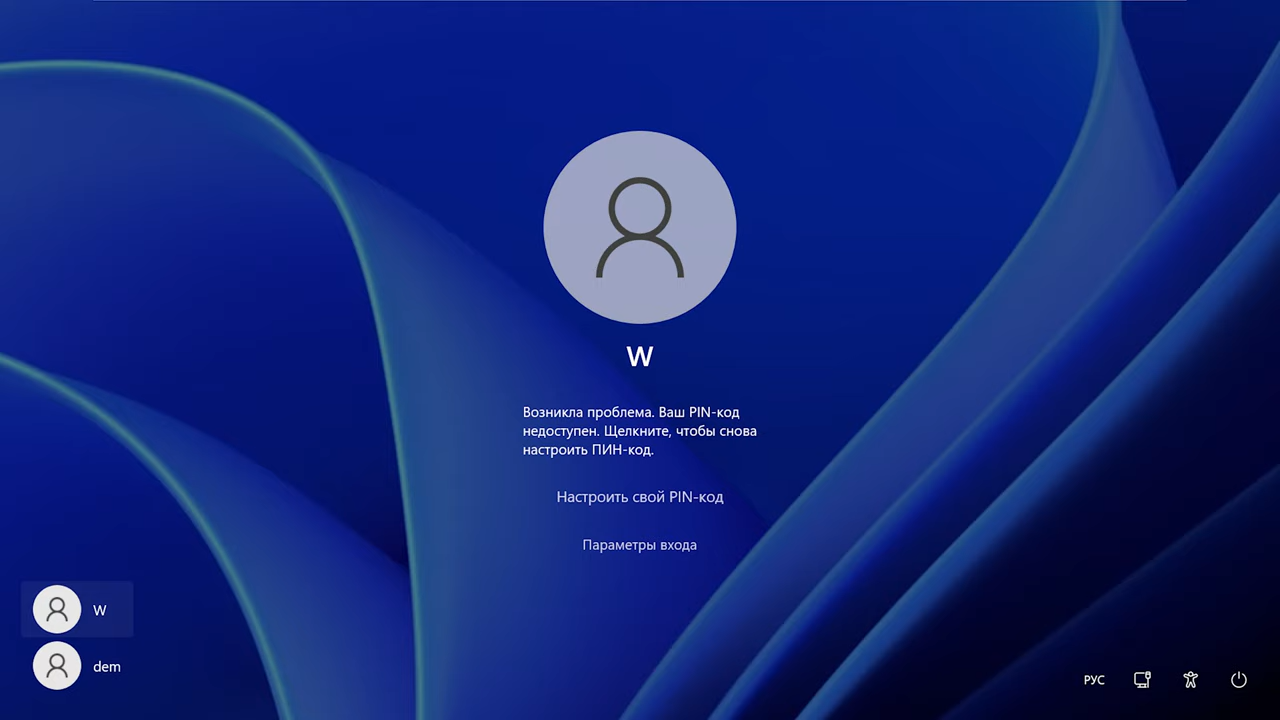 W
Возникла проблема. Ваш PIN-код
недоступен. Щелкните, чтобы снова
настроить ПИН-код.
Настроить свой PIN-код
Параметры входа
W
dem
РУС